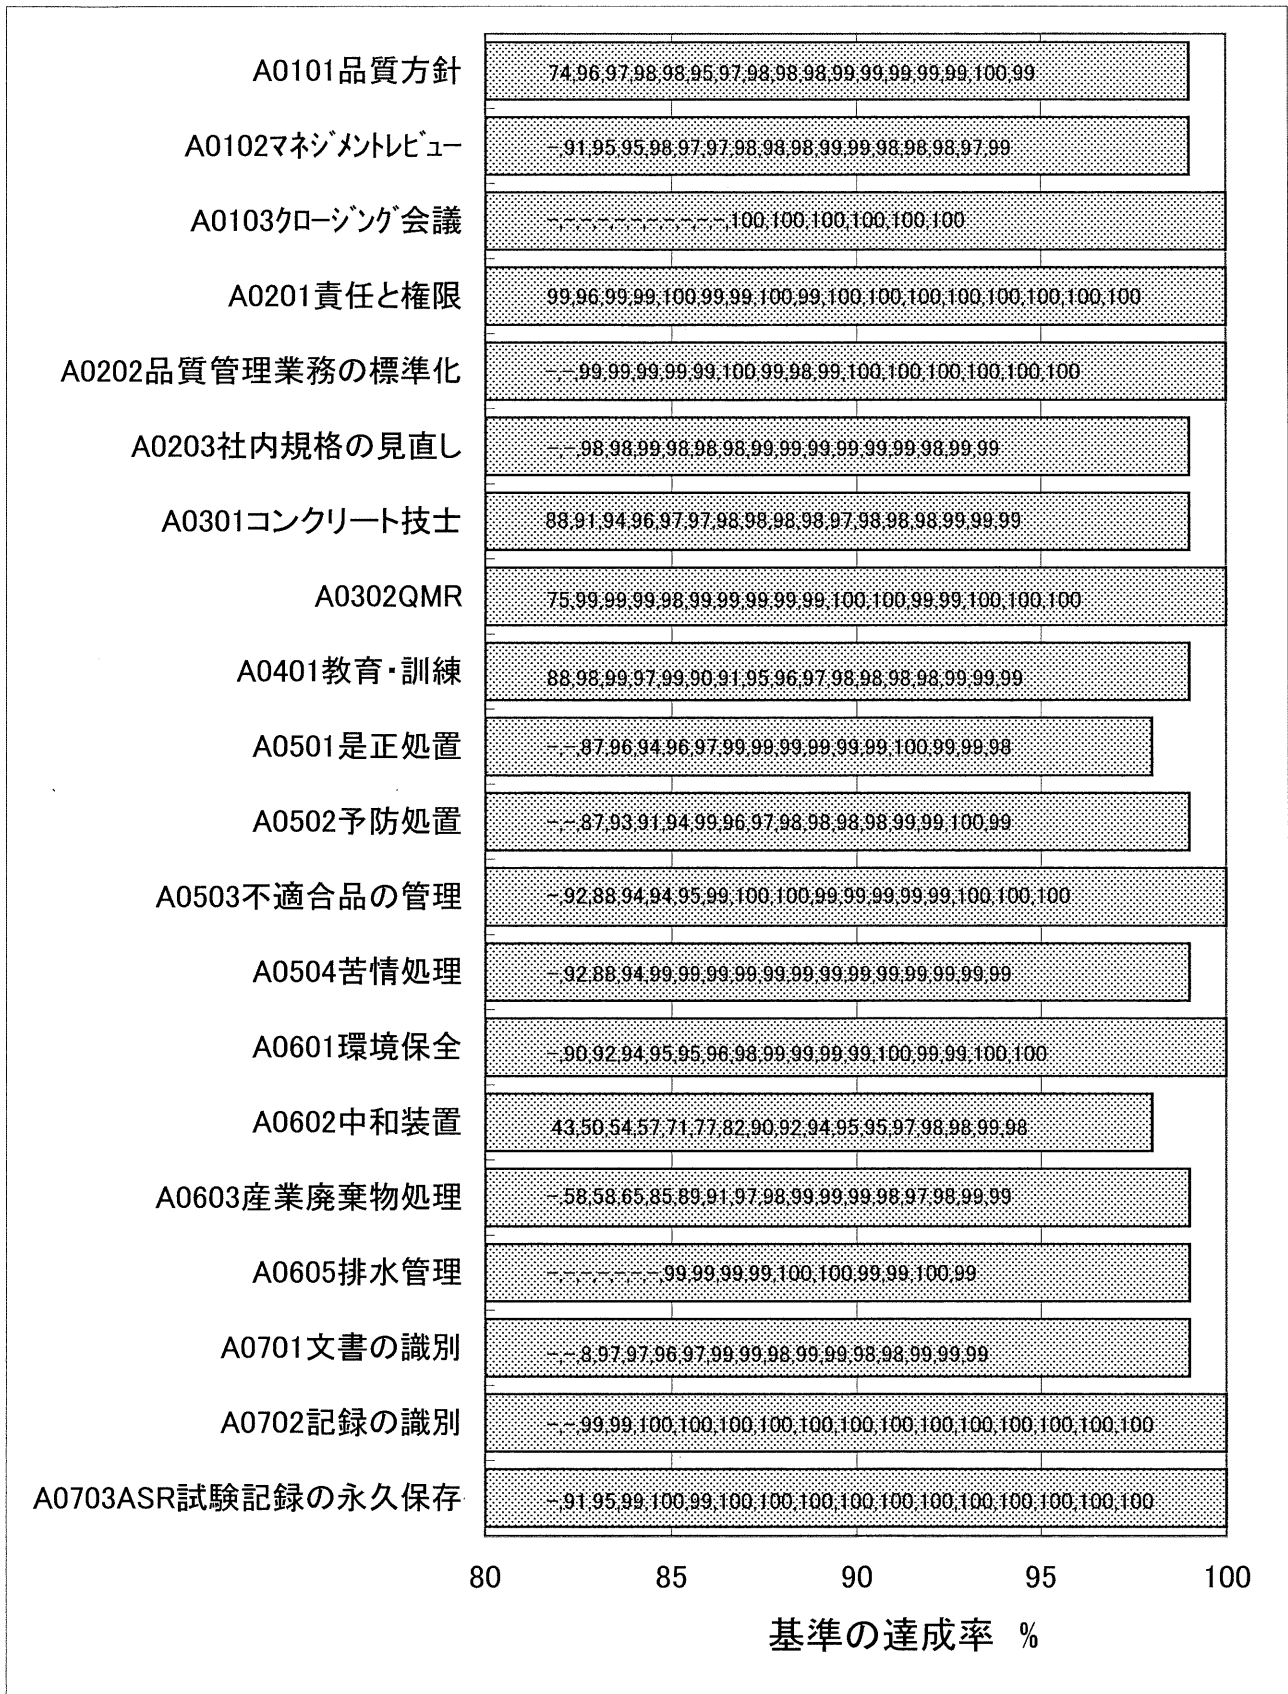 A0101品質方針 74,96,97,98,98,95,97,98,98,98,99,99,99,99,99,100,99
A0102マネジメントレビュー -,91,95,95,98,97,97,98,98,98,99,99,98,98,98,97,99
A0103クロージング会議 -,-,-,-,-,-,-,-,-,-,-,100,100,100,100,100,100
A0201責任と権限 99,96,99,99,100,99,99,100,99,100,100,100,100,100,100,100,100
A0202品質管理業務の標準化 -,-,99,99,99,99,99,100,99,98,99,100,100,100,100,100,100
A0203社内規格の見直し -,-,98,98,99,98,98,98,99,99,99,99,99,99,98,99,99
A0301コンクリート技士 88,91,94,96,97,97,98,98,98,98,97,98,98,98,99,99,99
A0302QMR 75,99,99,99,98,99,99,99,99,99,100,100,99,99,100,100,100
A0401教育・訓練 88,98,99,97,99,90,91,95,96,97,98,98,98,98,99,99,99
A0501是正処置 -,-,87,96,94,96,97,99,99,99,99,99,99,100,99,99,98
A0502予防処置 -,-,87,93,91,94,99,96,97,98,98,98,98,99,99,100,99
A0503不適合品の管理 -,92,88,94,94,95,99,100,100,99,99,99,99,99,100,100,100
A0504苦情処理 -,92,88,94,99,99,99,99,99,99,99,99,99,99,99,99,99
A0601環境保全 -,90,92,94,95,95,96,98,99,99,99,99,100,99,99,100,100
A0602中和装置 43,50,54,57,71,77,82,90,92,94,95,95,97,98,98,99,98
A0603産業廃棄物処理 -,58,58,65,85,89,91,97,98,99,99,99,98,97,98,99,99
A0605排水管理 -,-,-,-,-,-,-,99,99,99,99,100,100,99,99,100,99
A0701文書の識別 -,-,8,97,97,96,97,99,99,98,99,99,98,98,99,99,99
A0702記録の識別 -,-,99,99,100,100,100,100,100,100,100,100,100,100,100,100,100
A0703ASR試験記録の永久保存 -,91,95,99,100,99,100,100,100,100,100,100,100,100,100,100,100
80 85 90 95 100
基準の達成率 %